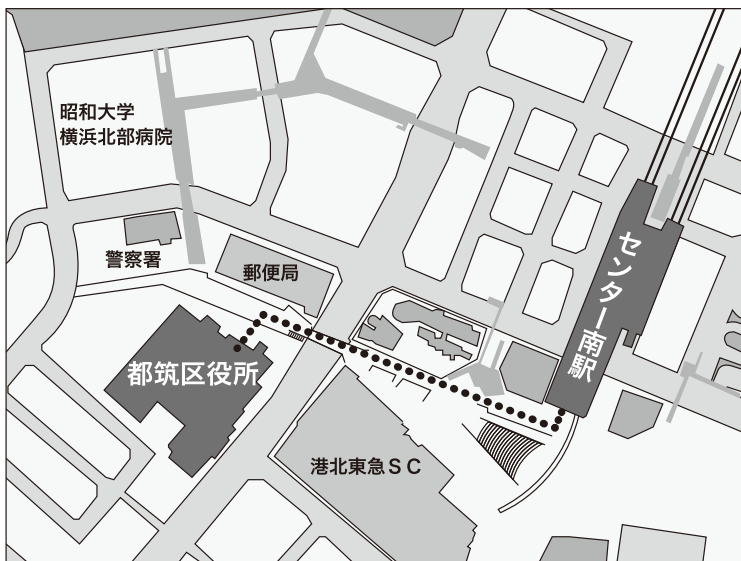 昭和大学
横浜北部病院
警察署
郵便局
センター南駅
都筑区役所
港北東急ＳＣ